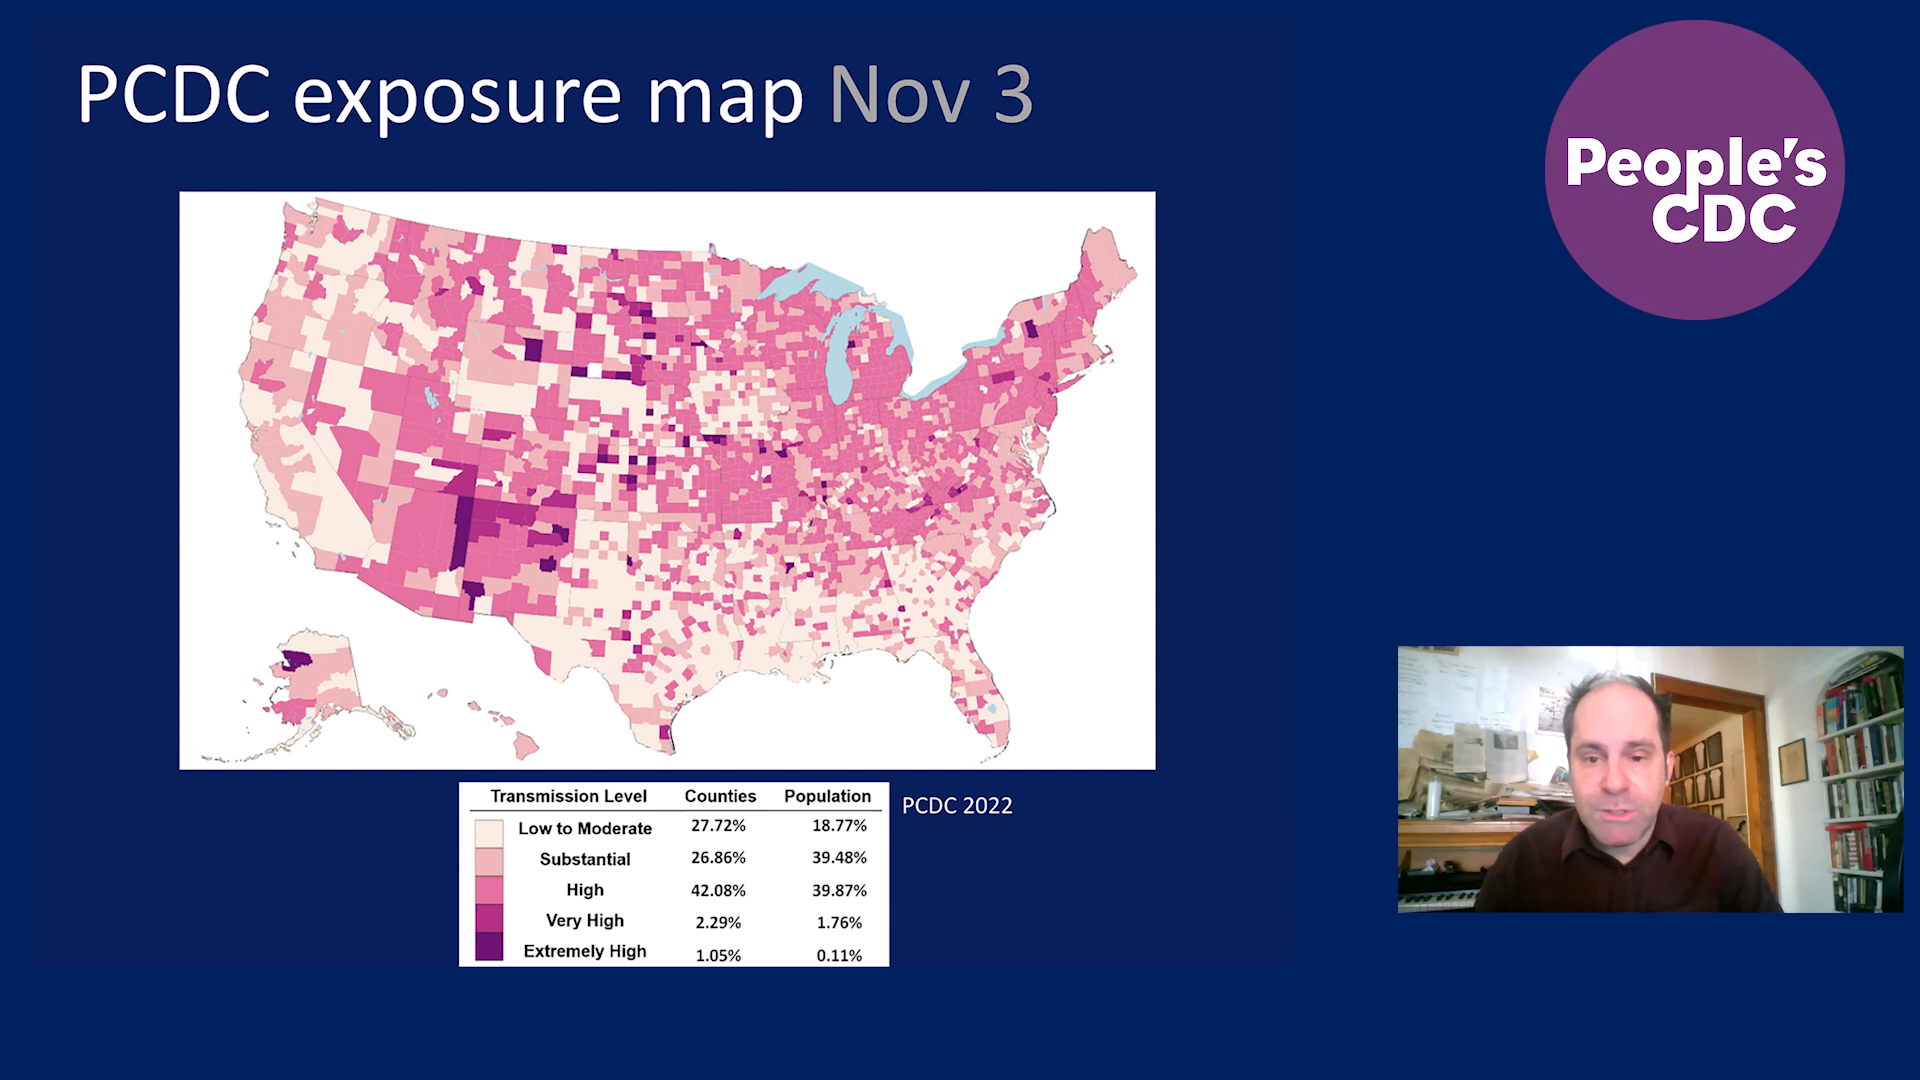 PCDC exposure map Nov 3
People's
CDC
Transmission Level Counties Population
Low to Moderate 27.72% 18.77%
Substantial 26.86% 39.48%
High 42.08% 39.87%
Very High 2.29% 1.76%
Extremely High 1.05% 0.11%
PCDC 2022